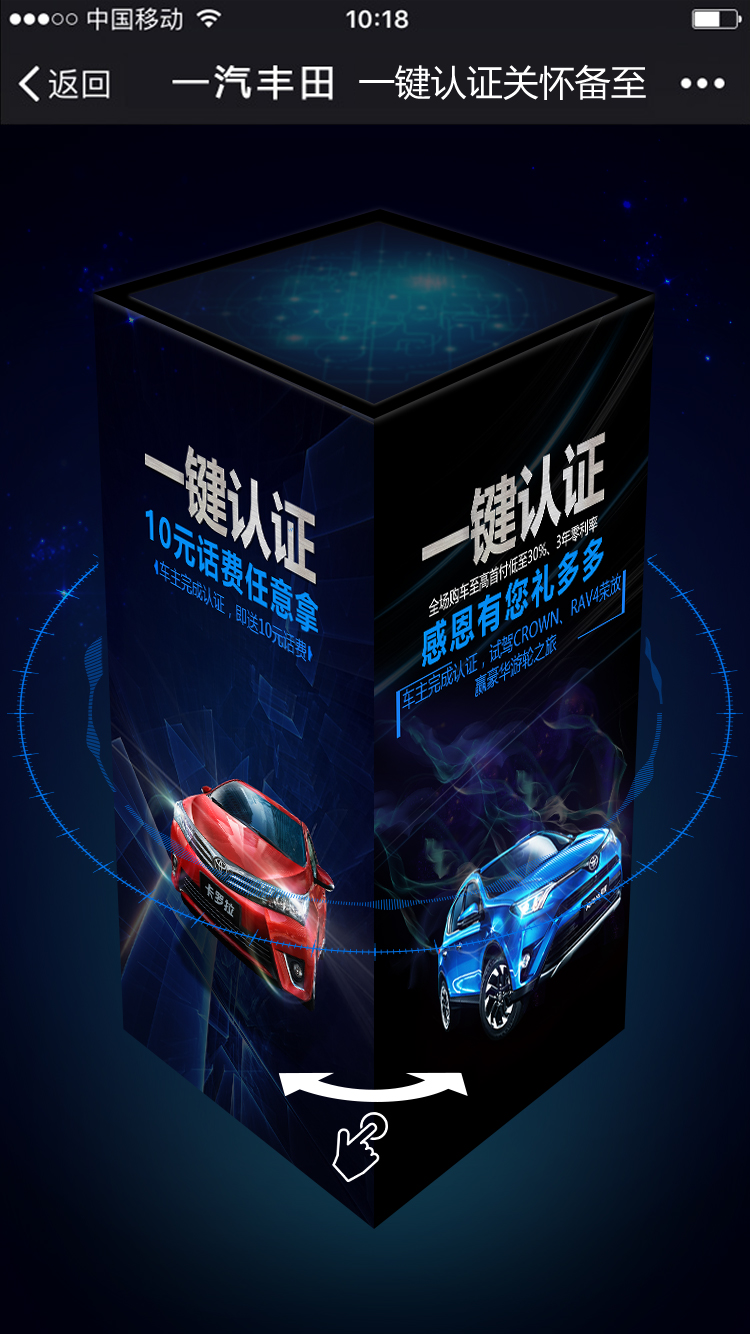 中国移动
10:18
返回
一汽丰田 一键认证关怀备至
一键认证
10元话费任意拿
车主完成认证，即送10元话费
卡罗拉
一键认证
全场购车至高首付低至30%、3年零利率
感恩有您礼多多
车主完成认证，试驾CROWN、RAV4荣放
赢豪华游轮之旅